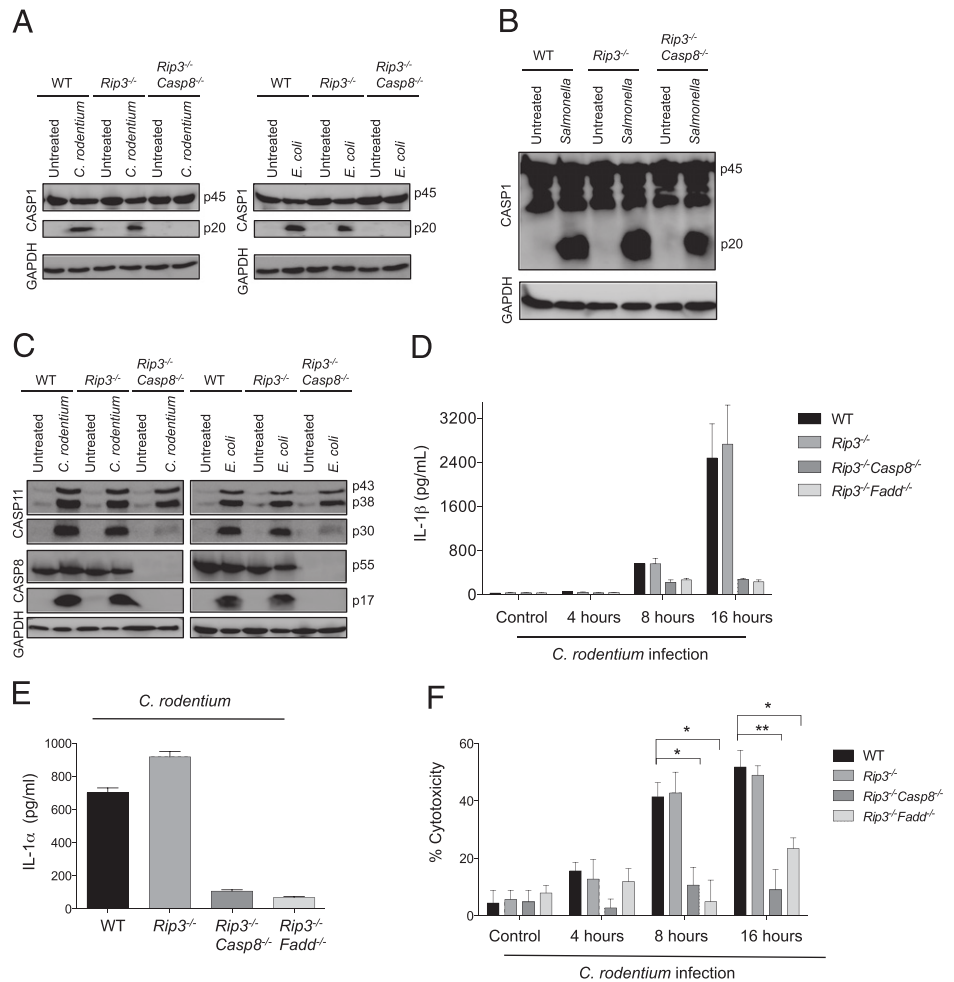 A
WT
Rip3-/-
Rip3-/-
Casp8-/-
Untreated
C. rodentium
Untreated
C. rodentium
Untreated
C. rodentium
CASP1
p45
p20
GAPDH
WT
Rip3-/-
Rip3-/-
Casp8-/-
Untreated
E. coli
Untreated
E. coli
Untreated
E. coli
CASP1
p45
p20
GAPDH
B
WT
Rip3-/-
Rip3-/-
Casp8-/-
Untreated
Salmonella
Untreated
Salmonella
Untreated
Salmonella
CASP1
p45
p20
GAPDH
C
WT
Rip3-/-
Rip3-/-
Casp8-/-
WT
Rip3-/-
Rip3-/-
Casp8-/-
Untreated
C. rodentium
Untreated
C. rodentium
Untreated
C. rodentium
Untreated
E. coli
Untreated
E. coli
Untreated
E. coli
CASP11
p43
p38
p30
CASP8
p55
p17
GAPDH
D
IL-1β (pg/mL)
3200
2400
1600
800
0
Control 4 hours 8 hours 16 hours
C. rodentium infection
WT
Rip3-/-
Rip3-/-Casp8-/-
Rip3-/-Fadd-/-
E
C. rodentium
IL-1α (pg/ml)
1000
800
600
400
200
0
WT Rip3-/- Rip3-/- Rip3-/-
Casp8-/- Fadd-/-
F
% Cytotoxicity
60
40
20
0
*
*
*
**
Control 4 hours 8 hours 16 hours
C. rodentium infection
WT
Rip3-/-
Rip3-/-Casp8-/-
Rip3-/-Fadd-/-